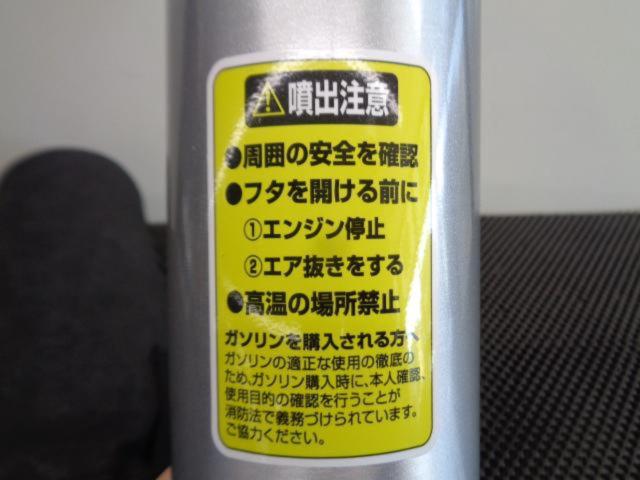 噴出注意
●周囲の安全を確認
●フタを開ける前に
①エンジン停止
②エア抜きをする
●高温の場所禁止
ガソリンを購入される方へ
ガソリンの適正な使用の徹底の
ため、ガソリン購入時に、本人確認、
使用目的の確認を行うことが
消防法で義務づけられています。
ご協力ください。